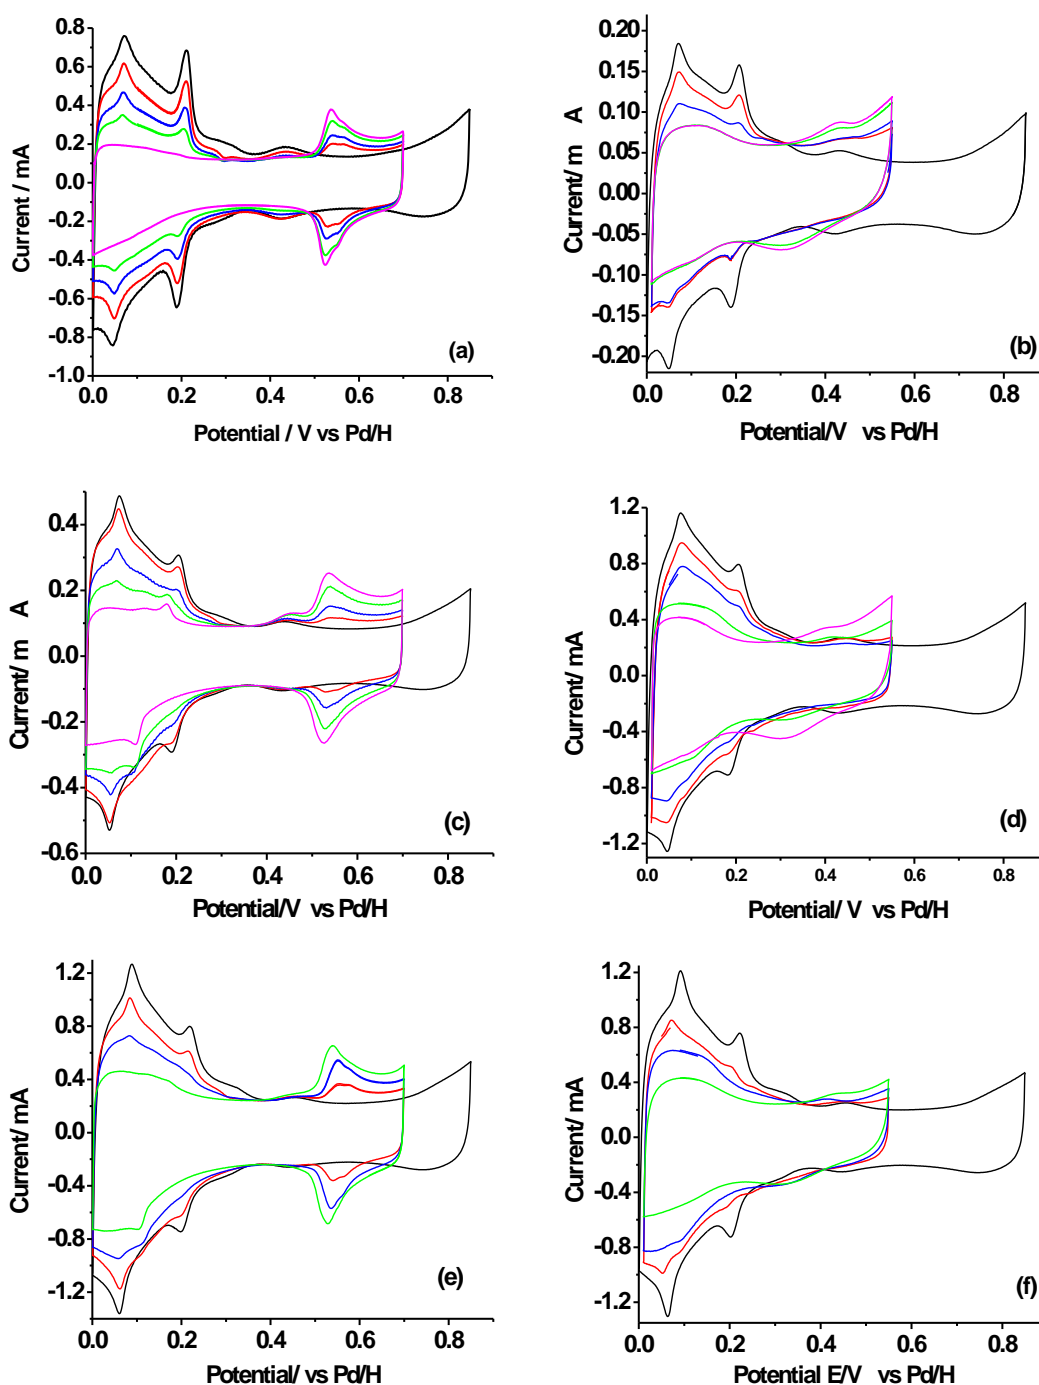 0.8
0.6
0.4
0.2
0.0
-0.2
-0.4
-0.6
-0.8
-1.0
0.0 0.2 0.4 0.6 0.8
Current / mA
Potential / V vs Pd/H
(a)
0.20
0.15
0.10
0.05
0.00
-0.05
-0.10
-0.15
-0.20
0.0 0.2 0.4 0.6 0.8
Current/ m A
Potential/V vs Pd/H
(b)
0.4
0.2
0.0
-0.2
-0.4
-0.6
0.0 0.2 0.4 0.6 0.8
Current/ m A
Potential/V vs Pd/H
(c)
1.2
0.8
0.4
0.0
-0.4
-0.8
-1.2
0.0 0.2 0.4 0.6 0.8
Current/ mA
Potential/ V vs Pd/H
(d)
1.2
0.8
0.4
0.0
-0.4
-0.8
-1.2
0.0 0.2 0.4 0.6 0.8
Current/ mA
Potential/ vs Pd/H
(e)
1.2
0.8
0.4
0.0
-0.4
-0.8
-1.2
0.0 0.2 0.4 0.6 0.8
Current/ mA
Potential E/V vs Pd/H
(f)